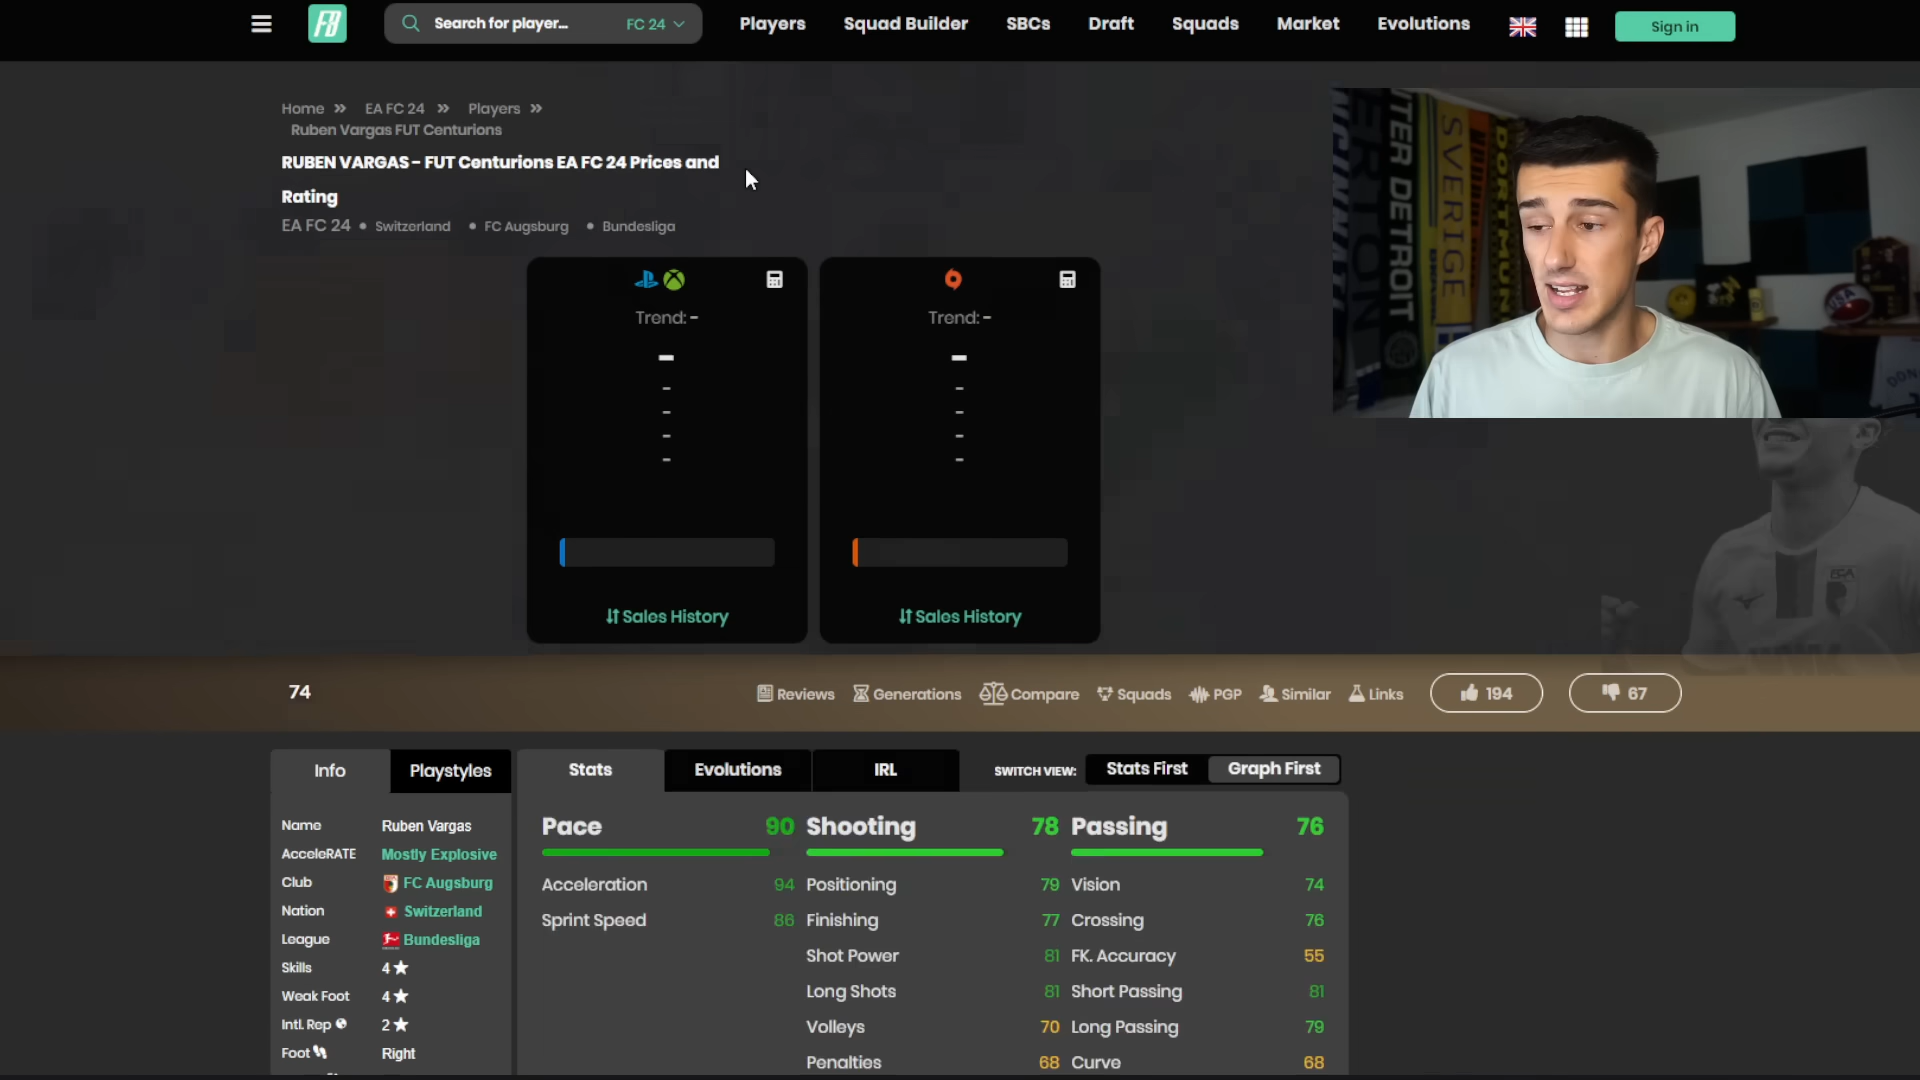 Search for player...
FC 24
Players
Squad Builder
SBCs
Draft
Squads
Market
Evolutions
Sign in
Home » EA FC 24 » Players »
Ruben Vargas FUT Centurions
RUBEN VARGAS - FUT Centurions EA FC 24 Prices and
Rating
EA FC 24 • Switzerland • FC Augsburg • Bundesliga
Trend: -
-
-
-
-
-
Sales History
Trend: -
-
-
-
-
-
Sales History
INTER DETROIT
SVERIGE
DORTMUN
USA
74
Reviews
Generations
Compare
Squads
PGP
Similar
Links
194
67
Info
Playstyles
Stats
Evolutions
IRL
SWITCH VIEW:
Stats First
Graph First
Name Ruben Vargas
AcceleRATE Mostly Explosive
Club FC Augsburg
Nation Switzerland
League Bundesliga
Skills 4
Weak Foot 4
Intl. Rep 2
Foot Right
Pace 90
Acceleration 94
Sprint Speed 86
Shooting 78
Positioning 79
Finishing 77
Shot Power 81
Long Shots 81
Volleys 70
Penalties 68
Passing 76
Vision 74
Crossing 76
FK. Accuracy 55
Short Passing 81
Long Passing 79
Curve 68